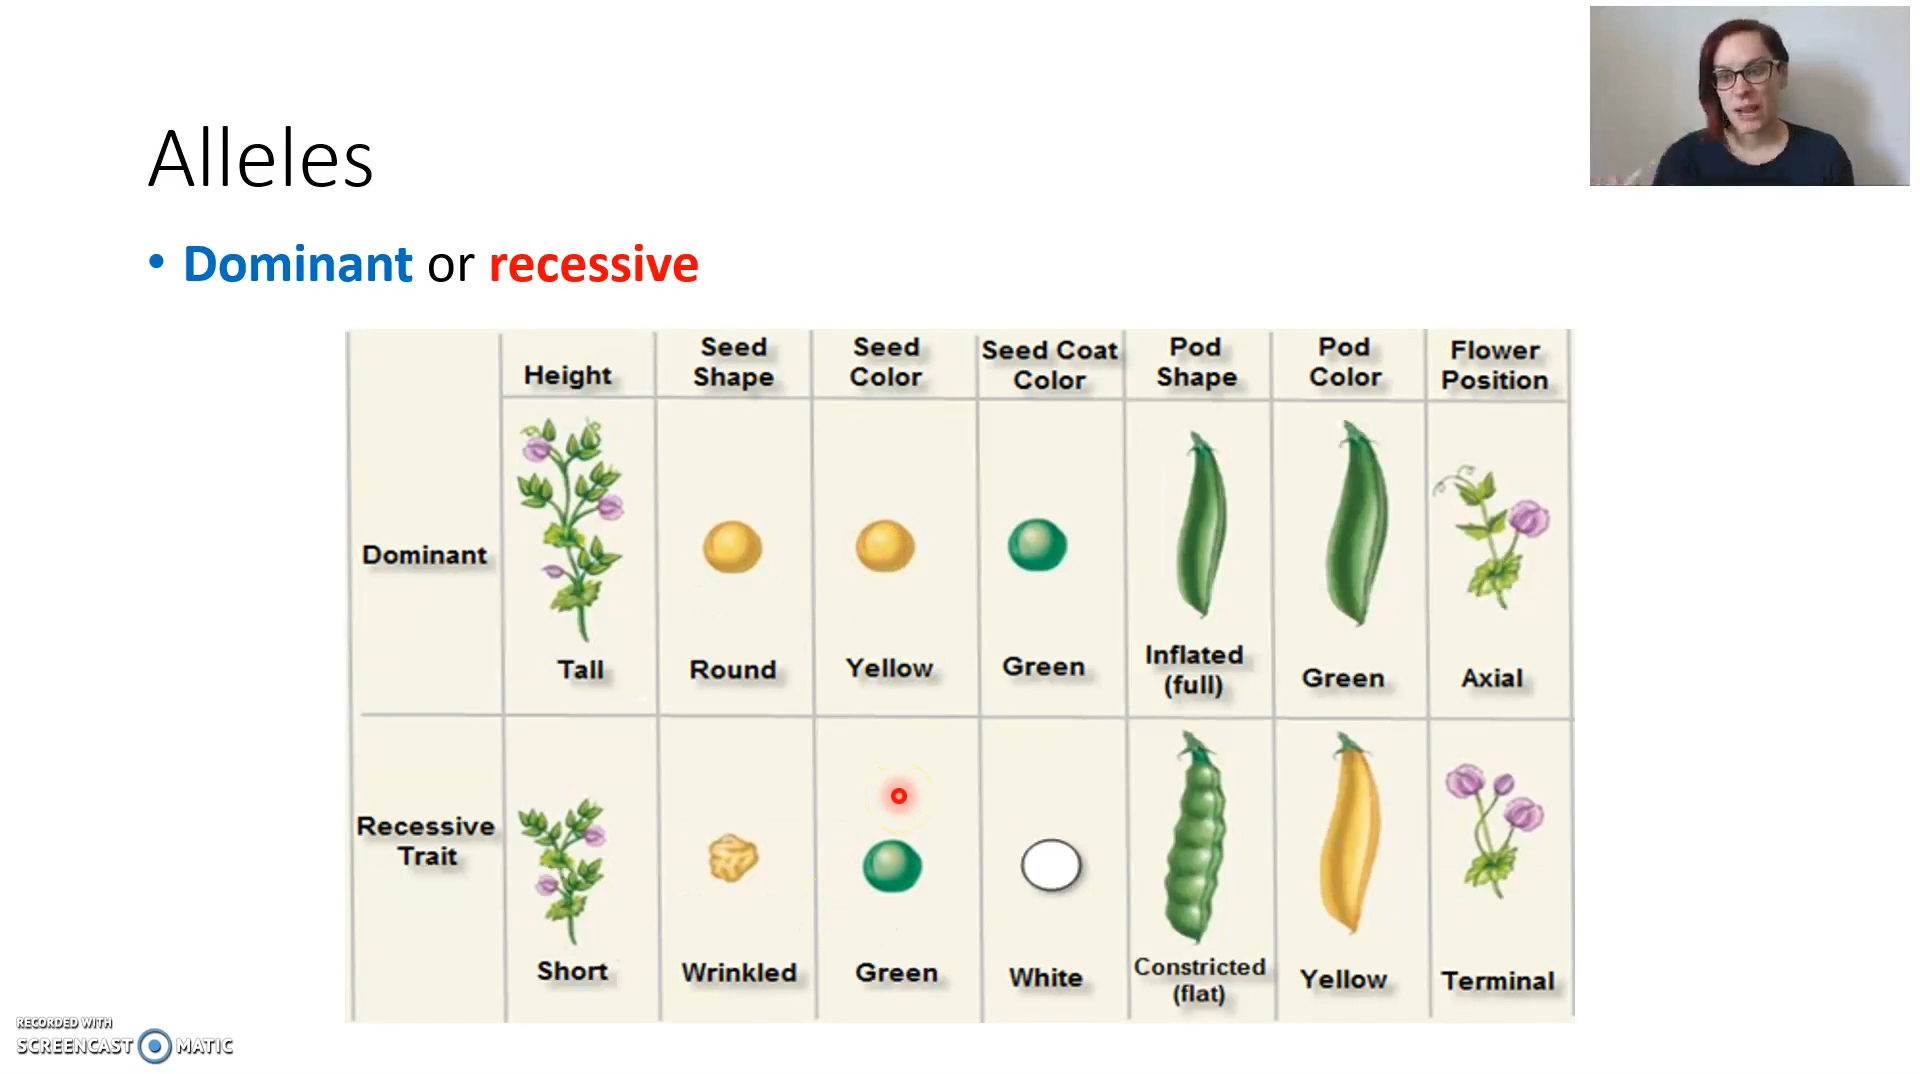 Alleles
• Dominant or recessive
Height
Seed
Shape
Seed
Color
Seed Coat
Color
Pod
Shape
Pod
Color
Flower
Position
Dominant
Tall
Round
Yellow
Green
Inflated
(full)
Green
Axial
Recessive
Trait
Short
Wrinkled
Green
White
Constricted
(flat)
Yellow
Terminal
RECORDED WITH
SCREENCAST MATIC